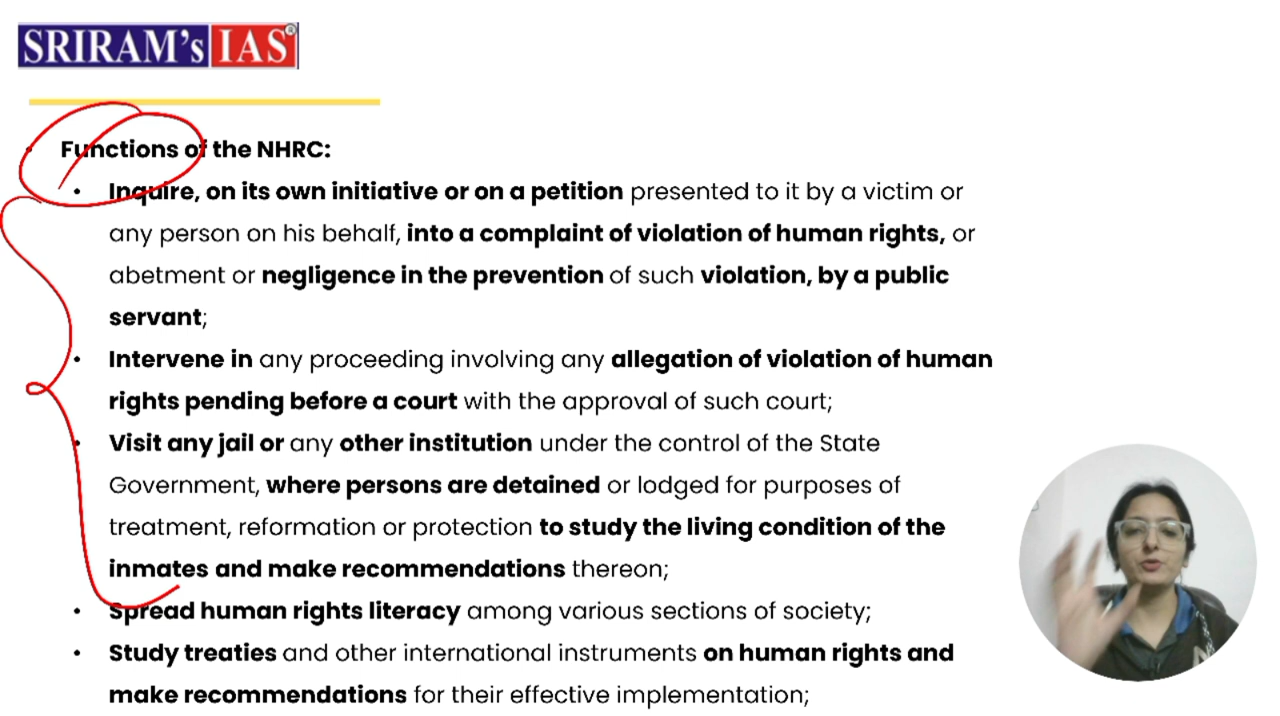 SRIRAM's IAS®
• Functions of the NHRC:
• Inquire, on its own initiative or on a petition presented to it by a victim or
any person on his behalf, into a complaint of violation of human rights, or
abetment or negligence in the prevention of such violation, by a public
servant;
• Intervene in any proceeding involving any allegation of violation of human
rights pending before a court with the approval of such court;
• Visit any jail or any other institution under the control of the State
Government, where persons are detained or lodged for purposes of
treatment, reformation or protection to study the living condition of the
inmates and make recommendations thereon;
• Spread human rights literacy among various sections of society;
• Study treaties and other international instruments on human rights and
make recommendations for their effective implementation;